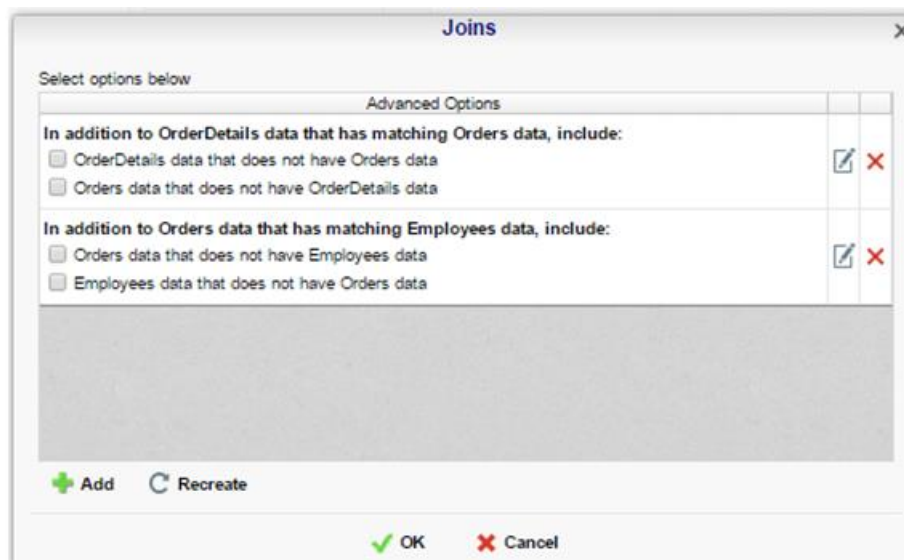 Joins
Select options below
Advanced Options
In addition to OrderDetails data that has matching Orders data, include:
OrderDetails data that does not have Orders data
Orders data that does not have OrderDetails data
In addition to Orders data that has matching Employees data, include:
Orders data that does not have Employees data
Employees data that does not have Orders data
Add Recreate
OK Cancel